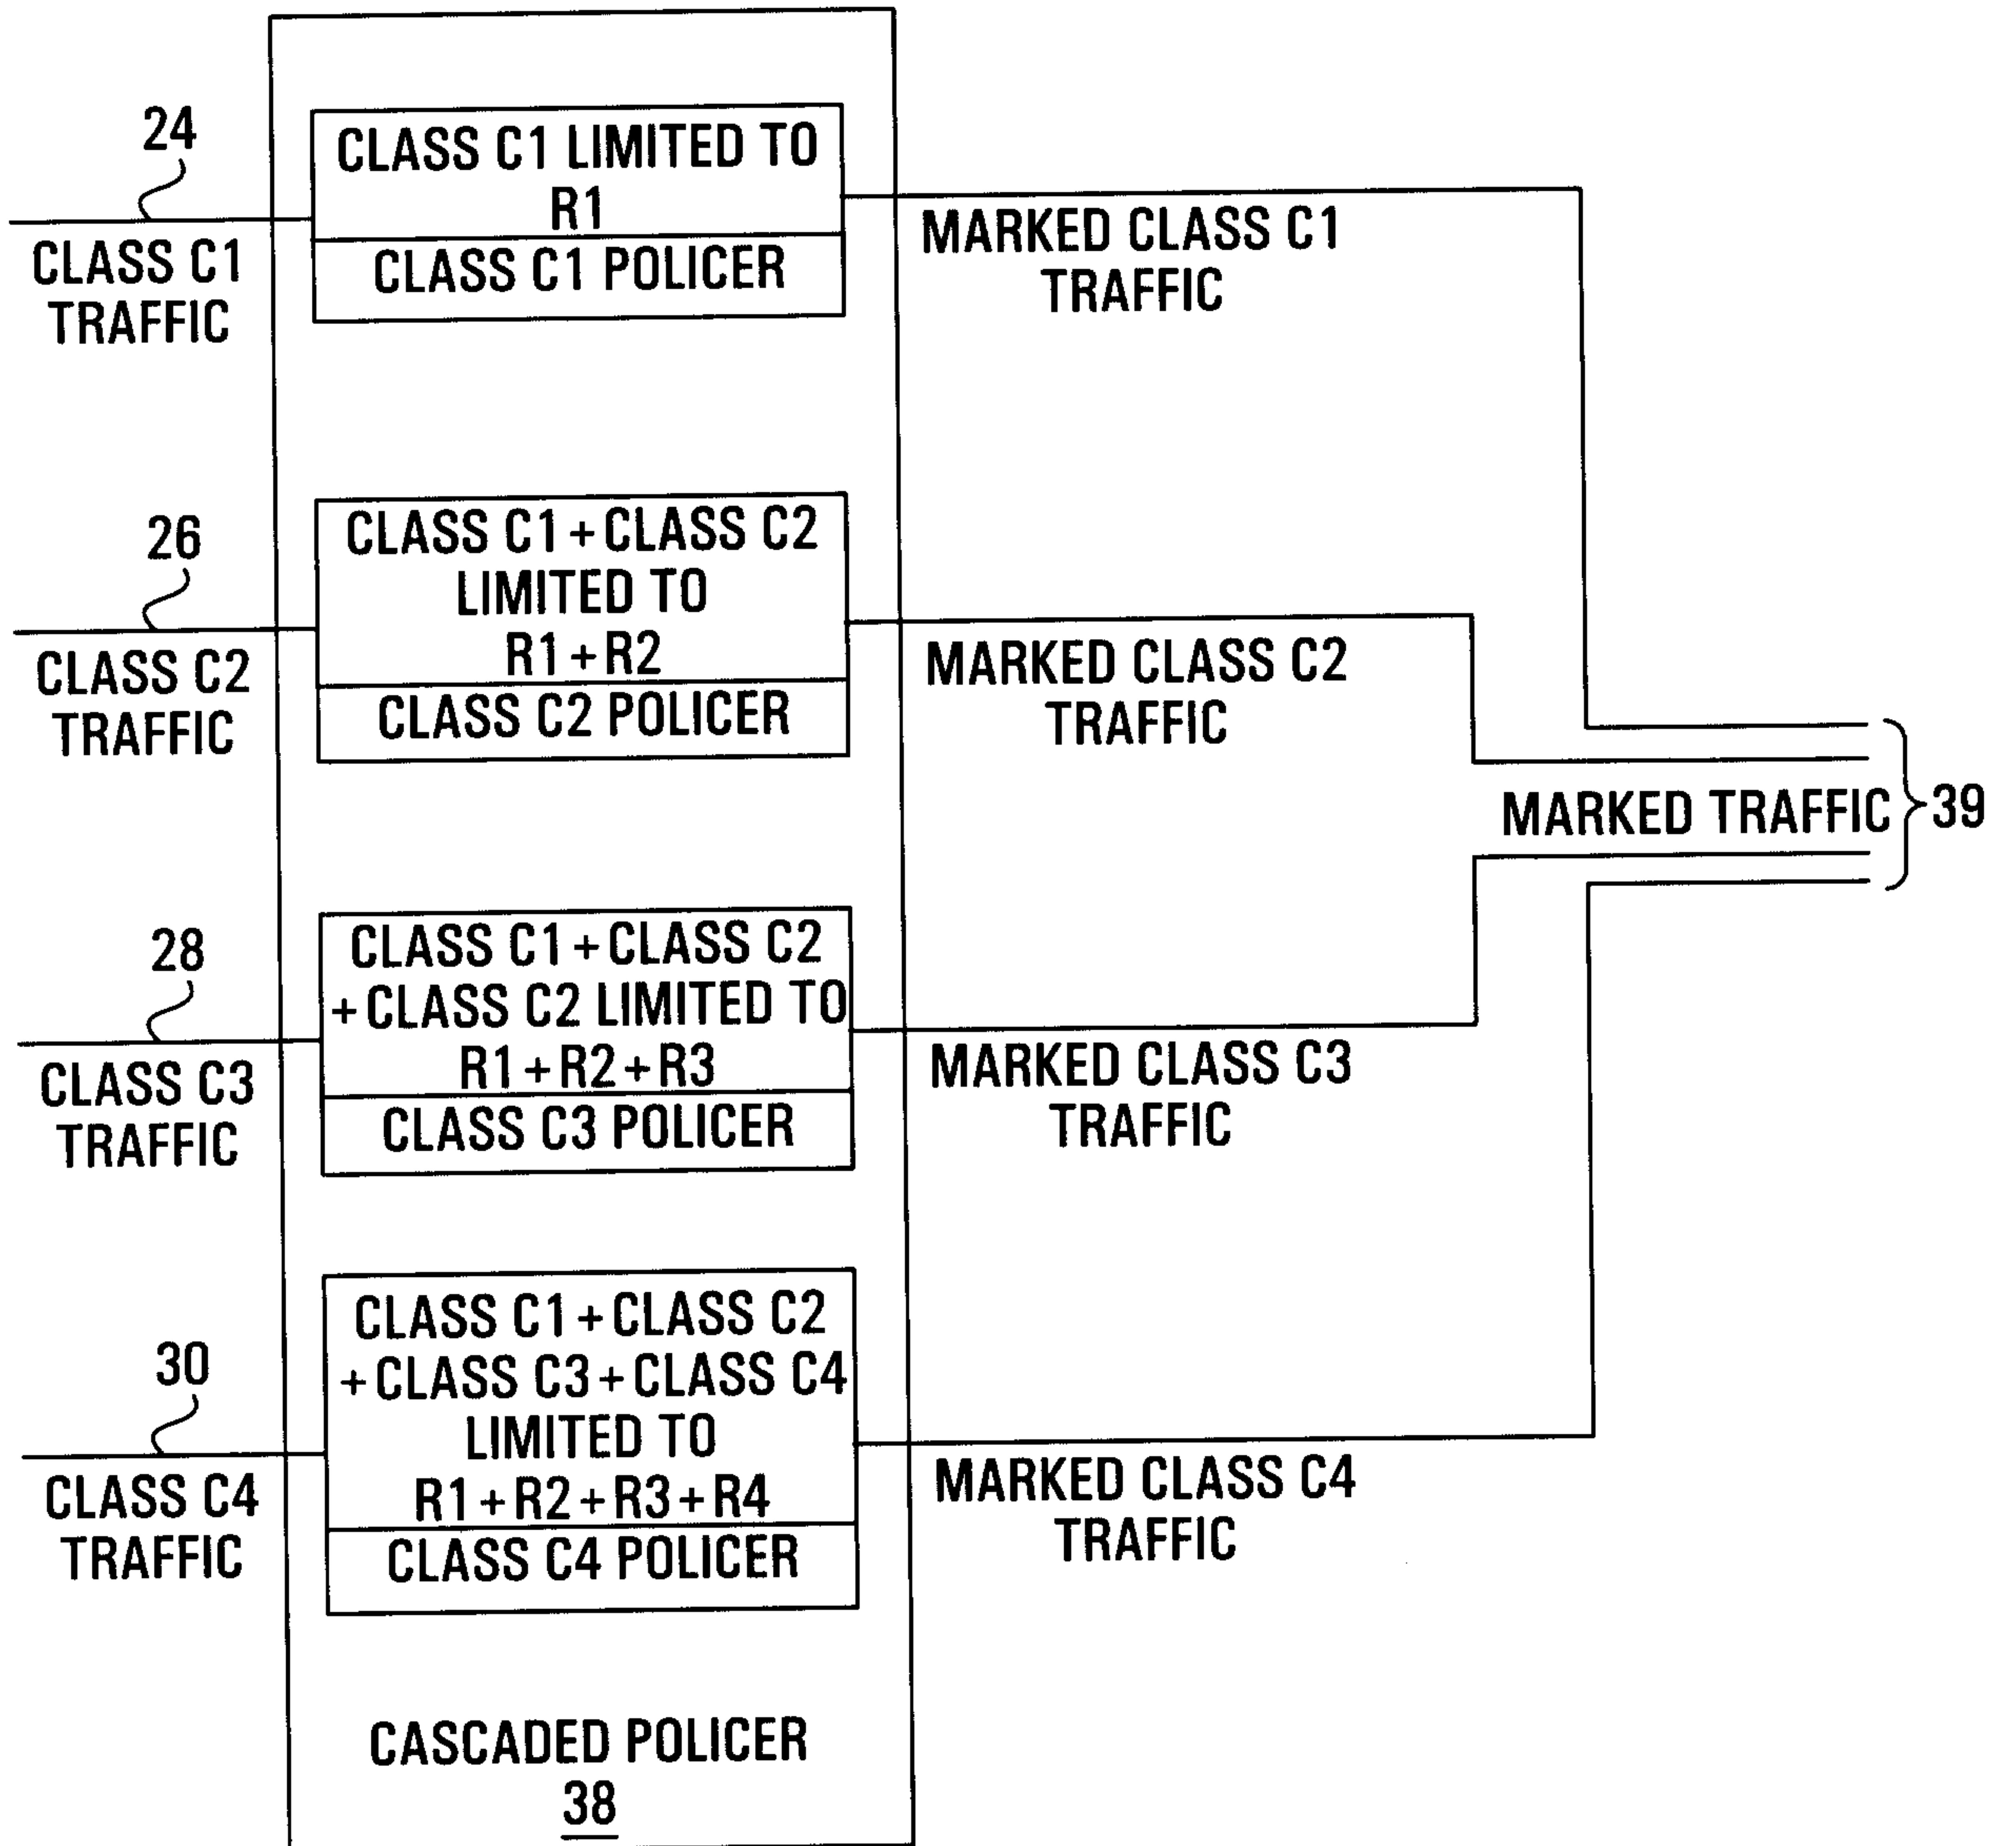 24
CLASS C1
TRAFFIC
CLASS C1 LIMITED TO
R1
CLASS C1 POLICER
MARKED CLASS C1
TRAFFIC
26
CLASS C2
TRAFFIC
CLASS C1 + CLASS C2
LIMITED TO
R1 + R2
CLASS C2 POLICER
MARKED CLASS C2
TRAFFIC
MARKED TRAFFIC
39
28
CLASS C3
TRAFFIC
CLASS C1 + CLASS C2
+ CLASS C2 LIMITED TO
R1 + R2 + R3
CLASS C3 POLICER
MARKED CLASS C3
TRAFFIC
30
CLASS C4
TRAFFIC
CLASS C1 + CLASS C2
+ CLASS C3 + CLASS C4
LIMITED TO
R1 + R2 + R3 + R4
CLASS C4 POLICER
MARKED CLASS C4
TRAFFIC
CASCADED POLICER
38